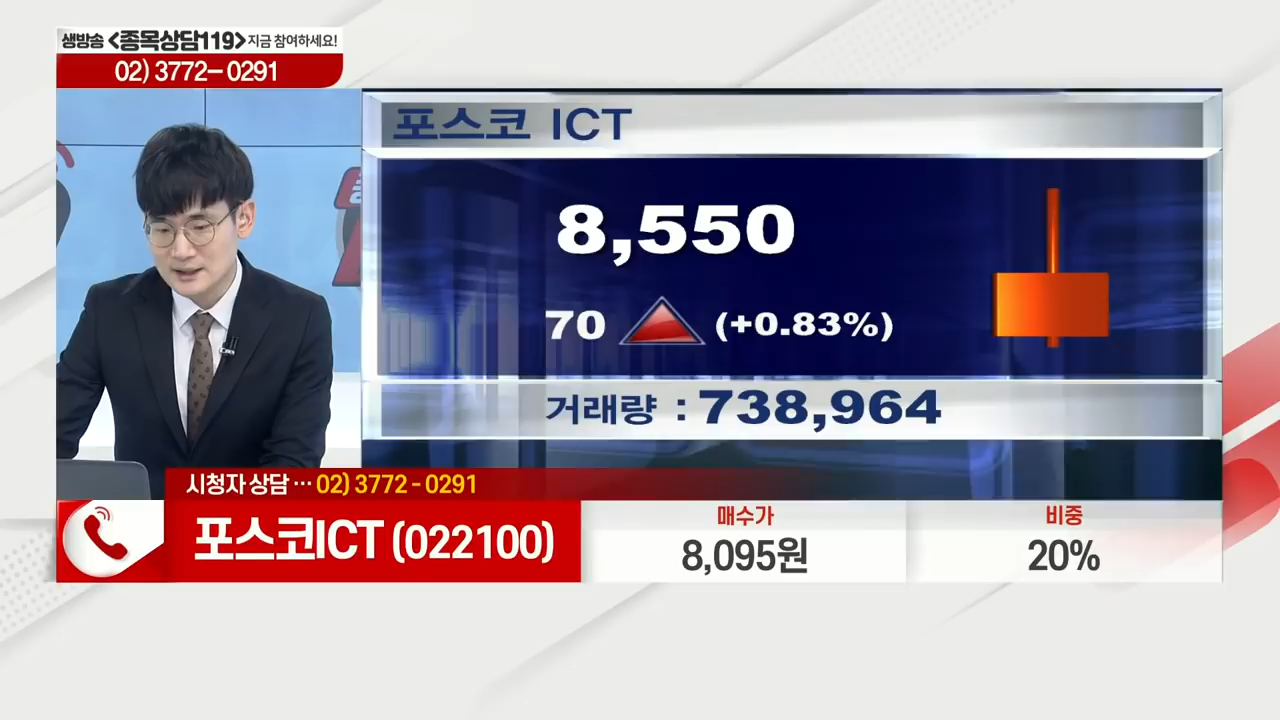 생방송 <종목상담119> 지금 참여하세요!
02) 3772-0291
포스코 ICT
8,550
70 ▲ (+0.83%)
거래량 : 738,964
시청자 상담 ··· 02) 3772 - 0291
포스코ICT (022100)
매수가
8,095원
비중
20%